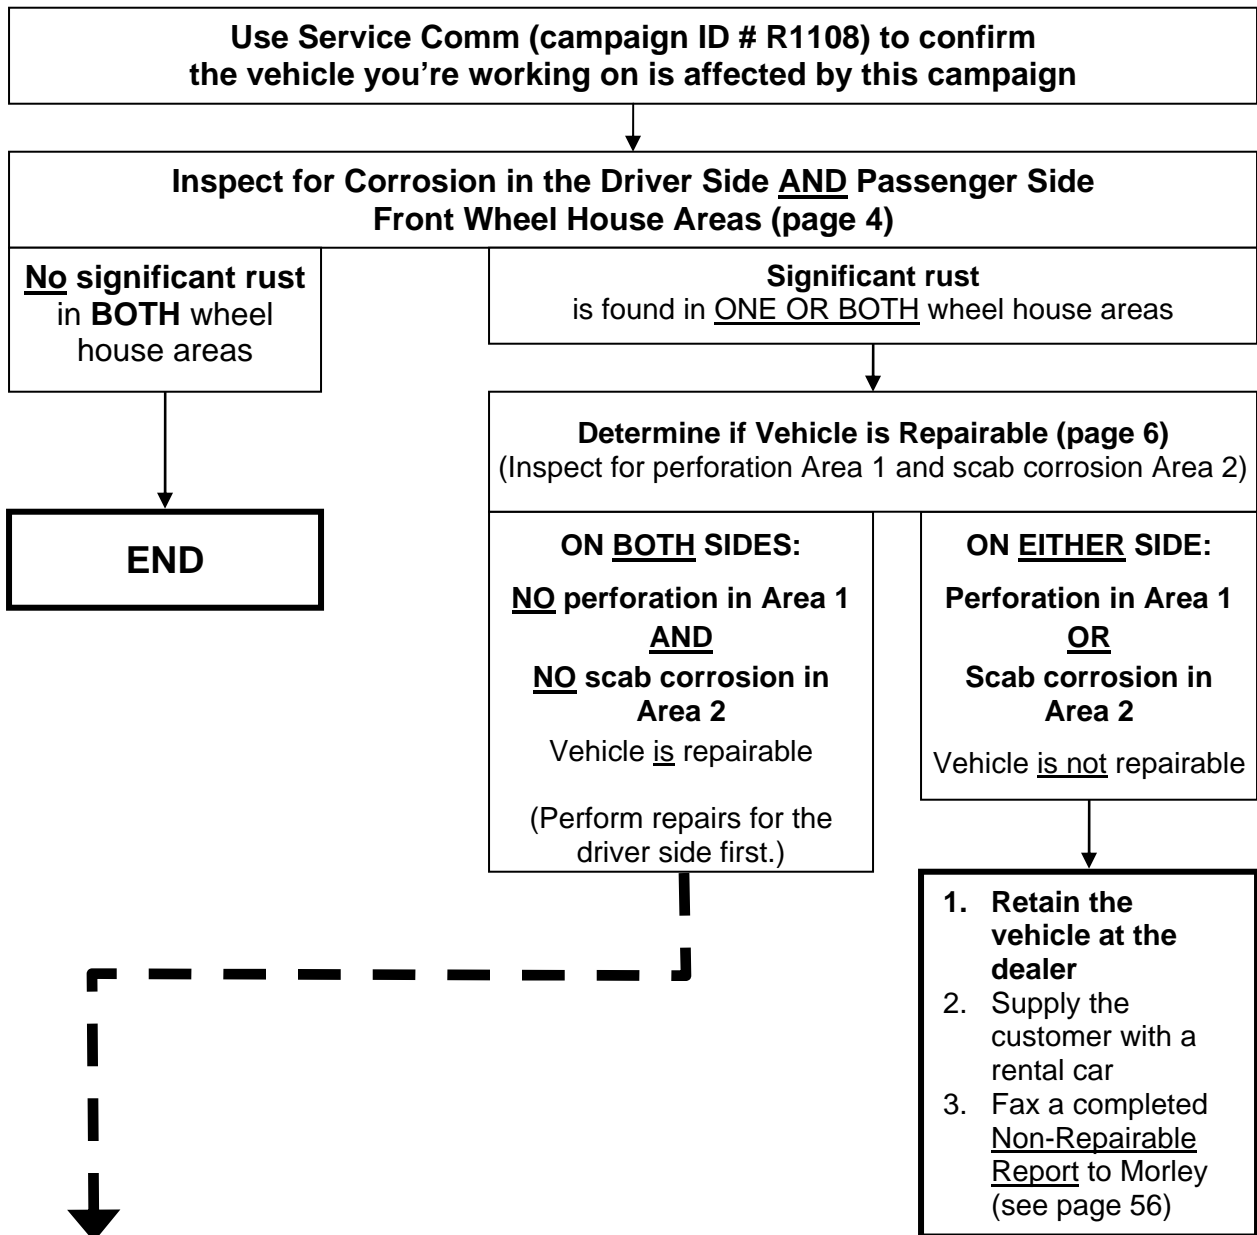 Use Service Comm (campaign ID # R1108) to confirm
the vehicle you're working on is affected by this campaign
Inspect for Corrosion in the Driver Side AND Passenger Side
Front Wheel House Areas (page 4)
No significant rust
in BOTH wheel
house areas
Significant rust
is found in ONE OR BOTH wheel house areas
Determine if Vehicle is Repairable (page 6)
(Inspect for perforation Area 1 and scab corrosion Area 2)
END
ON BOTH SIDES:
NO perforation in Area 1
AND
NO scab corrosion in
Area 2
Vehicle is repairable
(Perform repairs for the
driver side first.)
ON EITHER SIDE:
Perforation in Area 1
OR
Scab corrosion in
Area 2
Vehicle is not repairable
1. Retain the
vehicle at the
dealer
2. Supply the
customer with a
rental car
3. Fax a completed
Non-Repairable
Report to Morley
(see page 56)